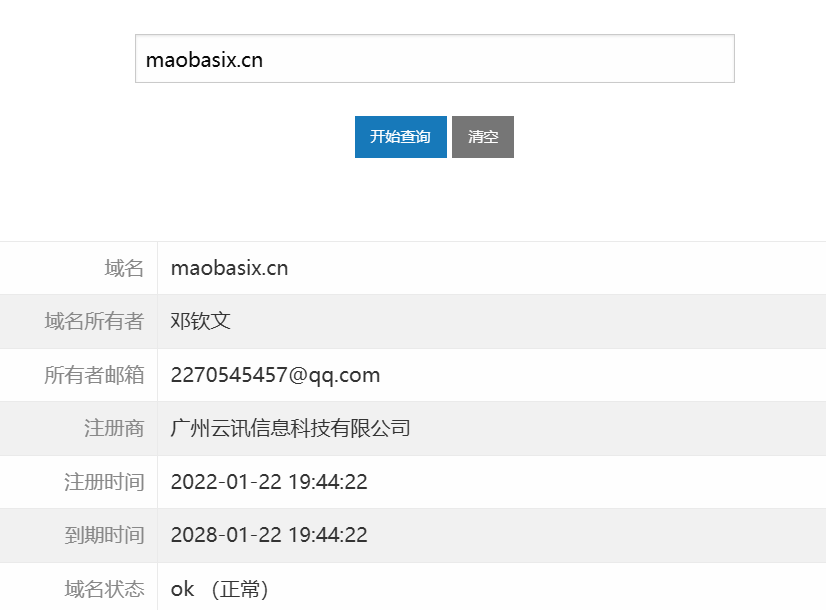 maobasix.cn
开始查询 清空
域名 maobasix.cn
域名所有者 邓钦文
所有者邮箱 2270545457@qq.com
注册商 广州云讯信息科技有限公司
注册时间 2022-01-22 19:44:22
到期时间 2028-01-22 19:44:22
域名状态 ok （正常）